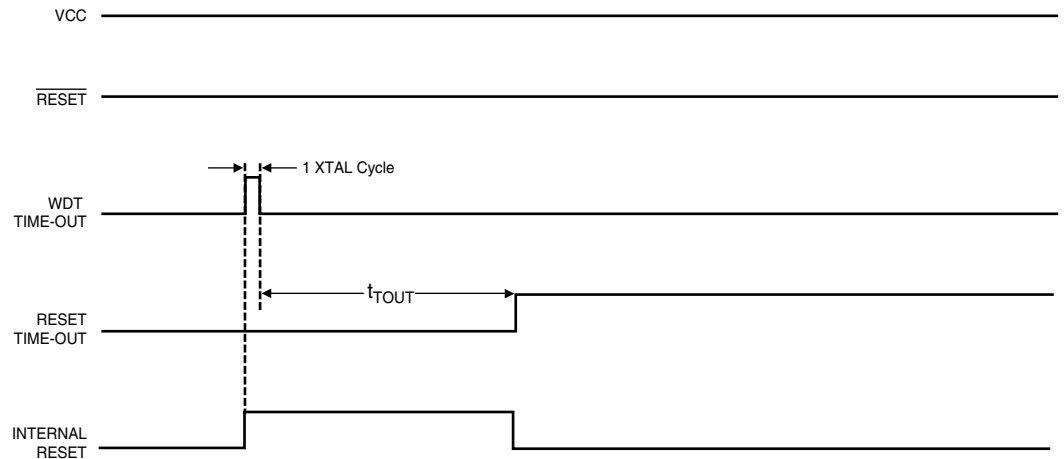 VCC
RESET
1 XTAL Cycle
WDT
TIME-OUT
tTOUT
RESET
TIME-OUT
INTERNAL
RESET